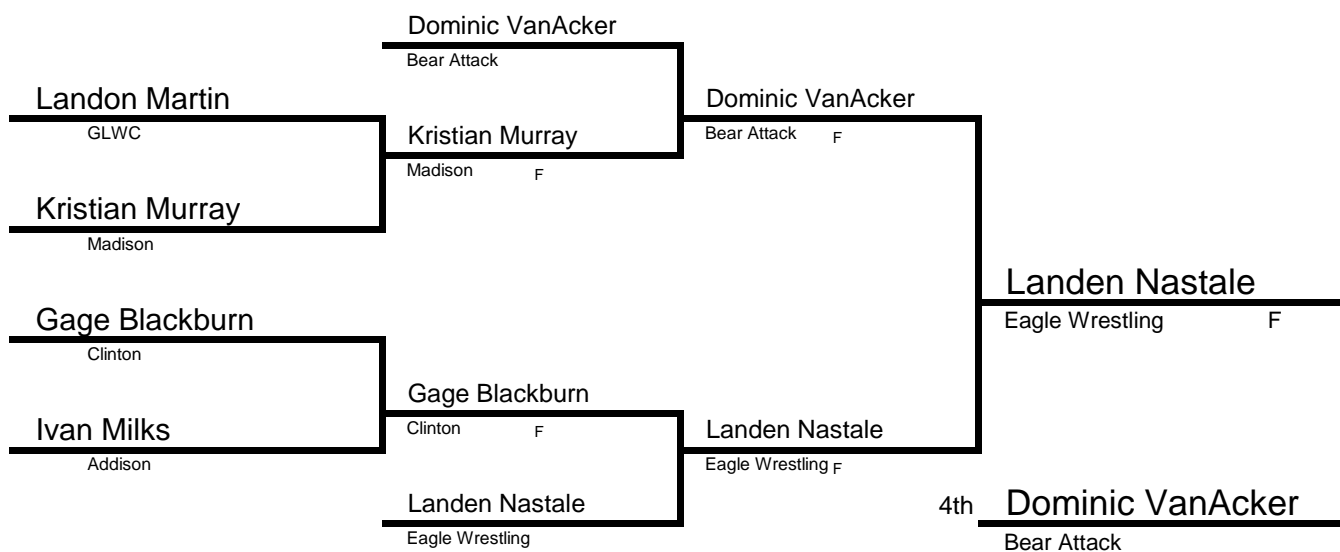 Dominic VanAcker
Bear Attack
Landon Martin
GLWC
Dominic VanAcker
Bear Attack F
Kristian Murray
Madison F
Kristian Murray
Madison
Landen Nastale
Eagle Wrestling F
Gage Blackburn
Clinton
Gage Blackburn
Clinton F
Ivan Milks
Addison
Landen Nastale
Eagle Wrestling F
Landen Nastale
Eagle Wrestling
4th Dominic VanAcker
Bear Attack